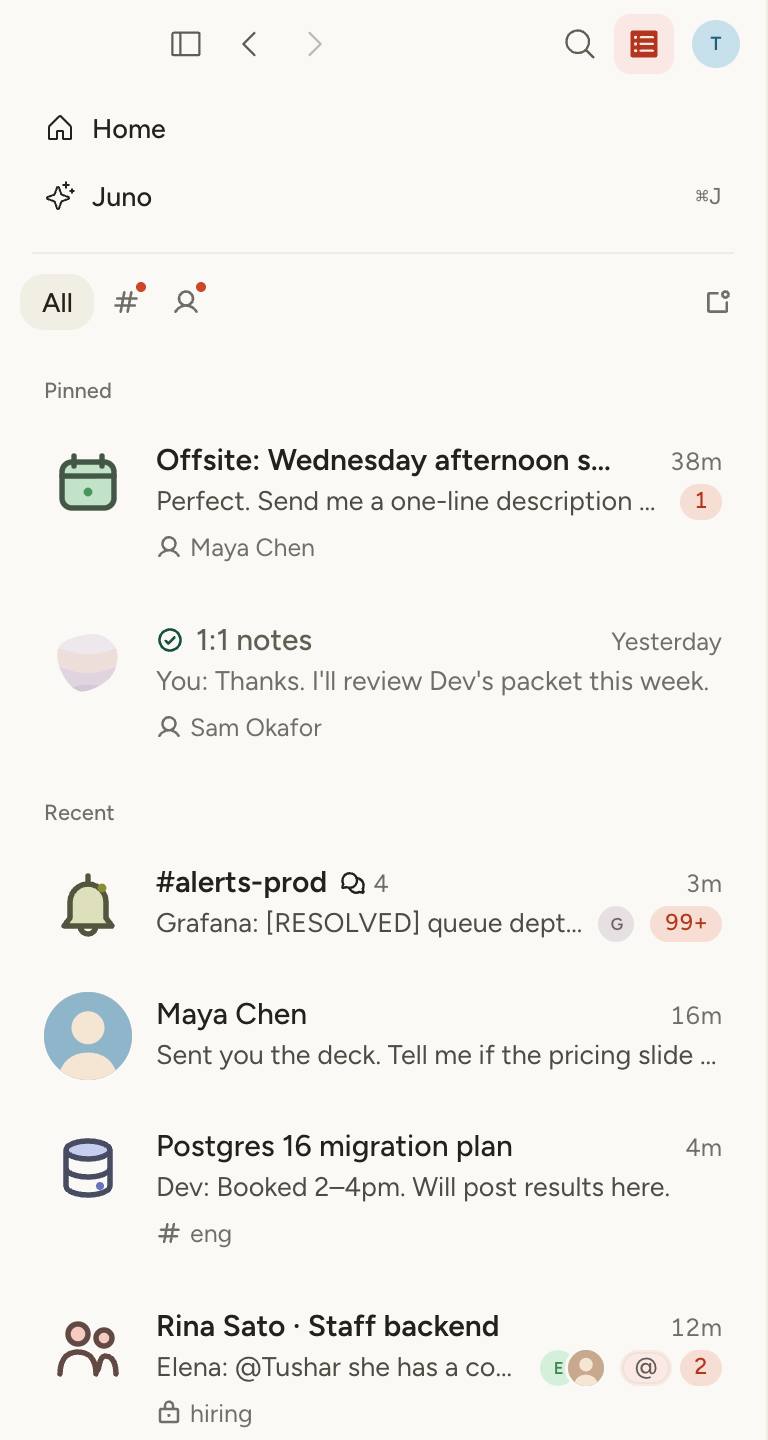 T
Home
Juno ⌘J
All
Pinned
Offsite: Wednesday afternoon s... 38m
Perfect. Send me a one-line description ... 1
Maya Chen
1:1 notes Yesterday
You: Thanks. I'll review Dev's packet this week.
Sam Okafor
Recent
#alerts-prod 4 3m
Grafana: [RESOLVED] queue dept... G 99+
Maya Chen 16m
Sent you the deck. Tell me if the pricing slide ...
Postgres 16 migration plan 4m
Dev: Booked 2–4pm. Will post results here.
# eng
Rina Sato · Staff backend 12m
Elena: @Tushar she has a co... E @ 2
hiring